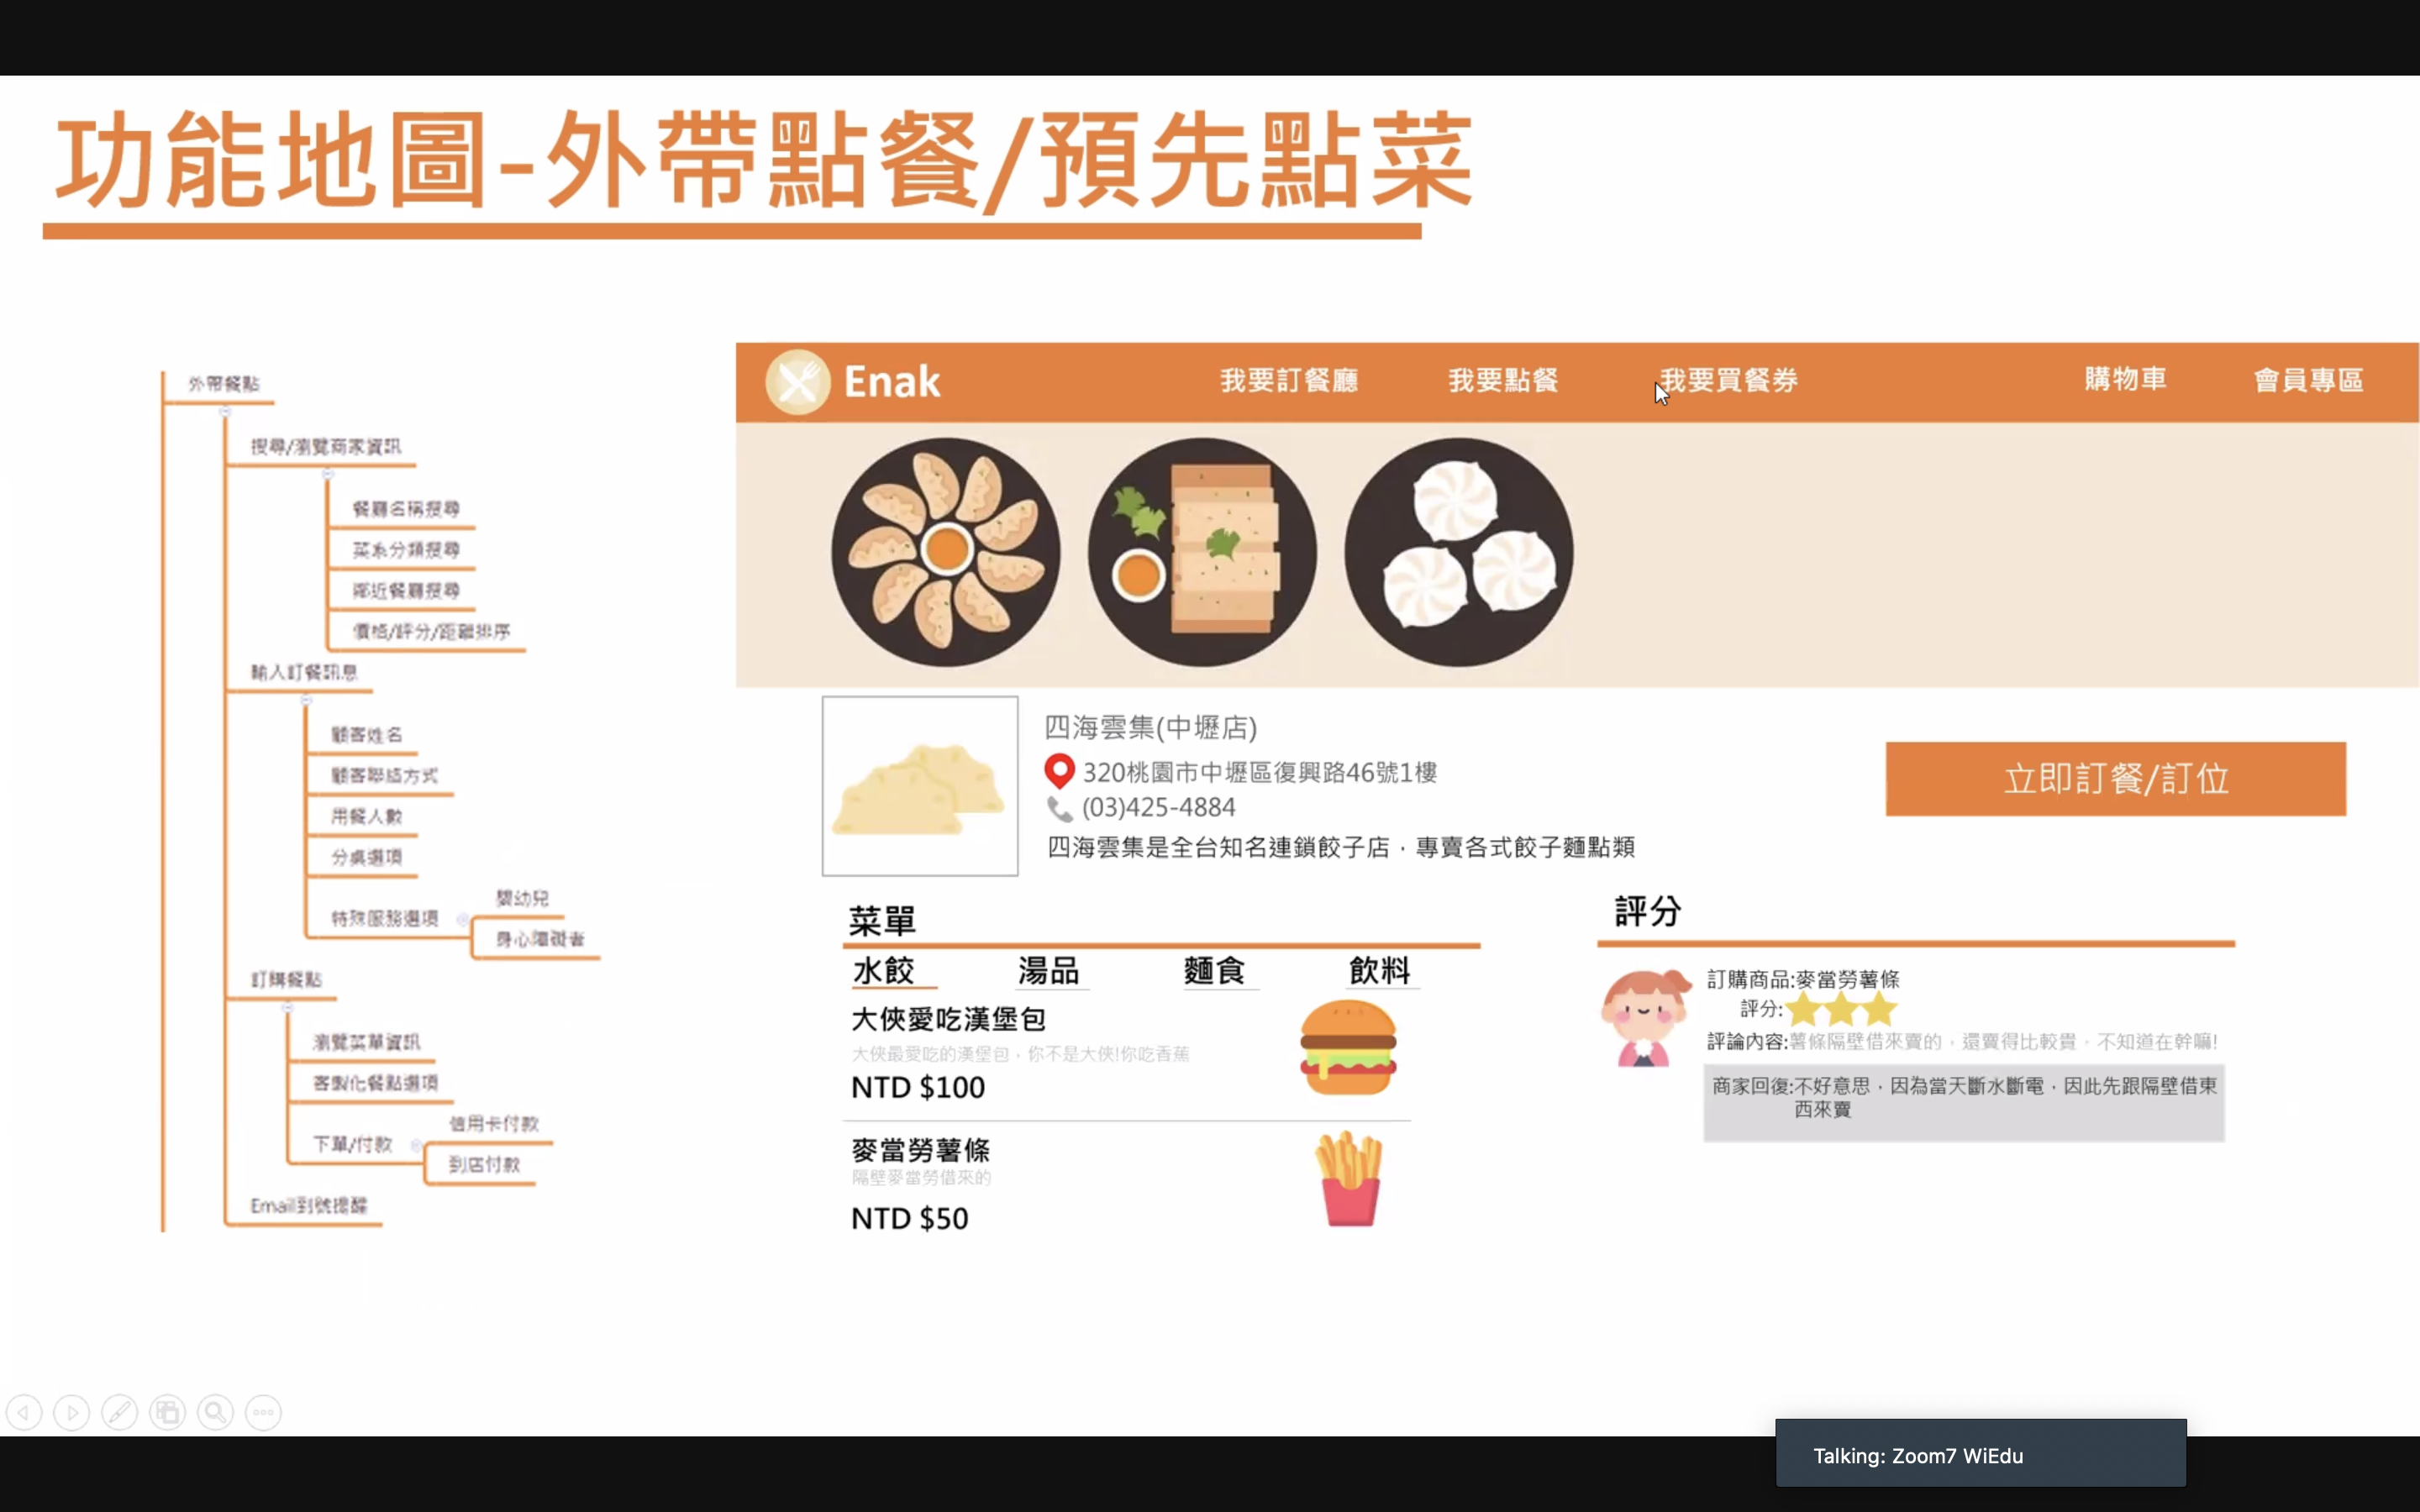 功能地圖-外帶點餐/預先點菜
外帶餐點
搜尋/瀏覽商家資訊
餐廳名稱搜尋
菜系分類搜尋
鄰近餐廳搜尋
價格/評分/距離排序
輸入訂餐訊息
顧客姓名
顧客聯絡方式
用餐人數
分桌選項
特殊服務選項
嬰幼兒
身心障礙者
訂購餐點
瀏覽菜單資訊
客製化餐點選項
下單/付款
信用卡付款
到店付款
Email到號提醒
Enak
我要訂餐廳
我要點餐
我要買餐券
購物車
會員專區
四海雲集(中壢店)
320桃園市中壢區復興路46號1樓
(03)425-4884
四海雲集是全台知名連鎖餃子店，專賣各式餃子麵點類
立即訂餐/訂位
菜單
水餃
湯品
麵食
飲料
大俠愛吃漢堡包
大俠最愛吃的漢堡包，你不是大俠!你吃香蕉
NTD $100
麥當勞薯條
隔壁麥當勞借來的
NTD $50
評分
訂購商品:麥當勞薯條
評分:
評論內容:薯條隔壁借來賣的，還賣得比較貴，不知道在幹嘛!
商家回復:不好意思，因為當天斷水斷電，因此先跟隔壁借東
西來賣
Talking: Zoom7 WiEdu